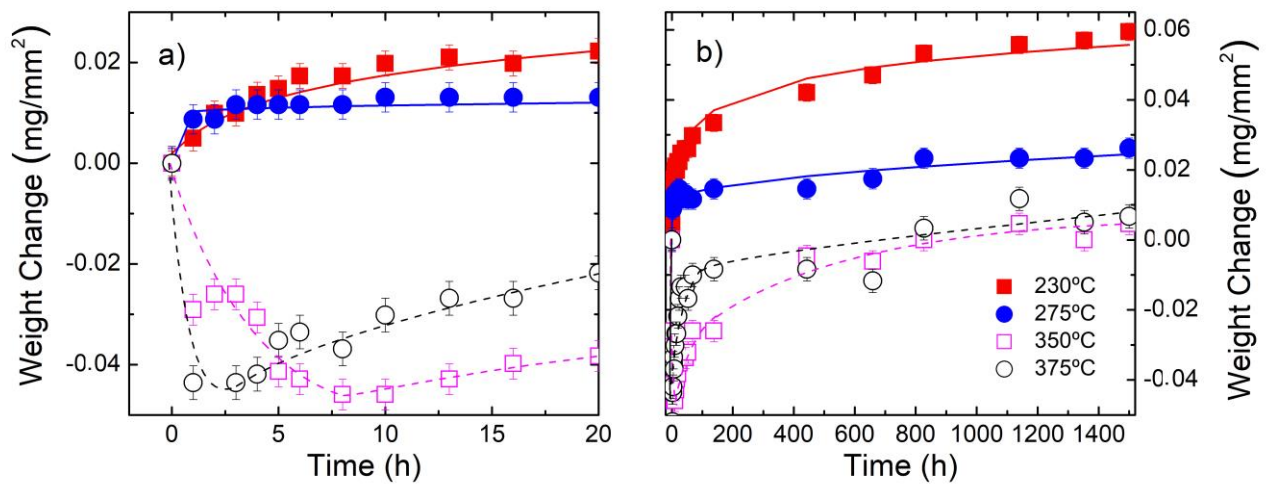 a)
0.02
0.00
-0.02
-0.04
Weight Change (mg/mm²)
0 5 10 15 20
Time (h)
b)
0.06
0.04
0.02
0.00
-0.02
-0.04
Weight Change (mg/mm²)
230ºC
275ºC
350ºC
375ºC
0 200 400 600 800 1000 1200 1400
Time (h)